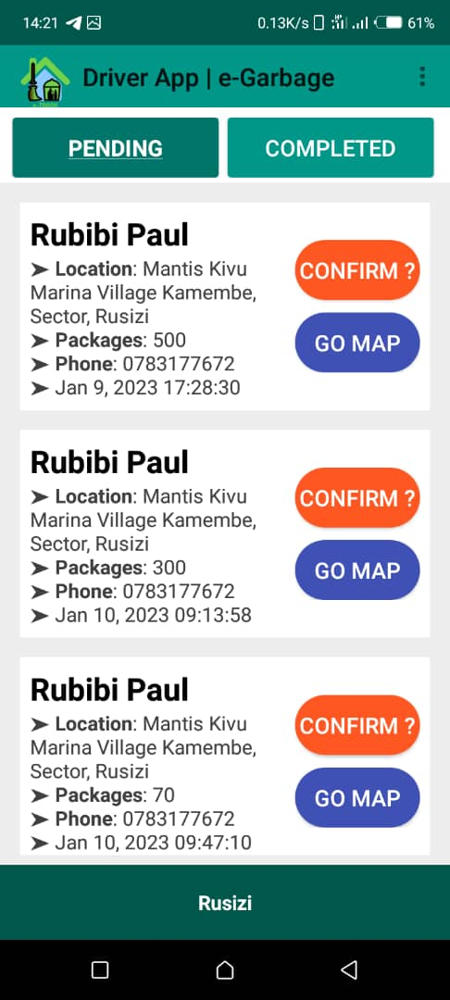 14:21 0.13K/s 61%
Driver App | e-Garbage
PENDING COMPLETED
Rubibi Paul
➤ Location: Mantis Kivu
Marina Village Kamembe,
Sector, Rusizi
➤ Packages: 500
➤ Phone: 0783177672
➤ Jan 9, 2023 17:28:30
CONFIRM ?
GO MAP
Rubibi Paul
➤ Location: Mantis Kivu
Marina Village Kamembe,
Sector, Rusizi
➤ Packages: 300
➤ Phone: 0783177672
➤ Jan 10, 2023 09:13:58
CONFIRM ?
GO MAP
Rubibi Paul
➤ Location: Mantis Kivu
Marina Village Kamembe,
Sector, Rusizi
➤ Packages: 70
➤ Phone: 0783177672
➤ Jan 10, 2023 09:47:10
CONFIRM ?
GO MAP
Rusizi